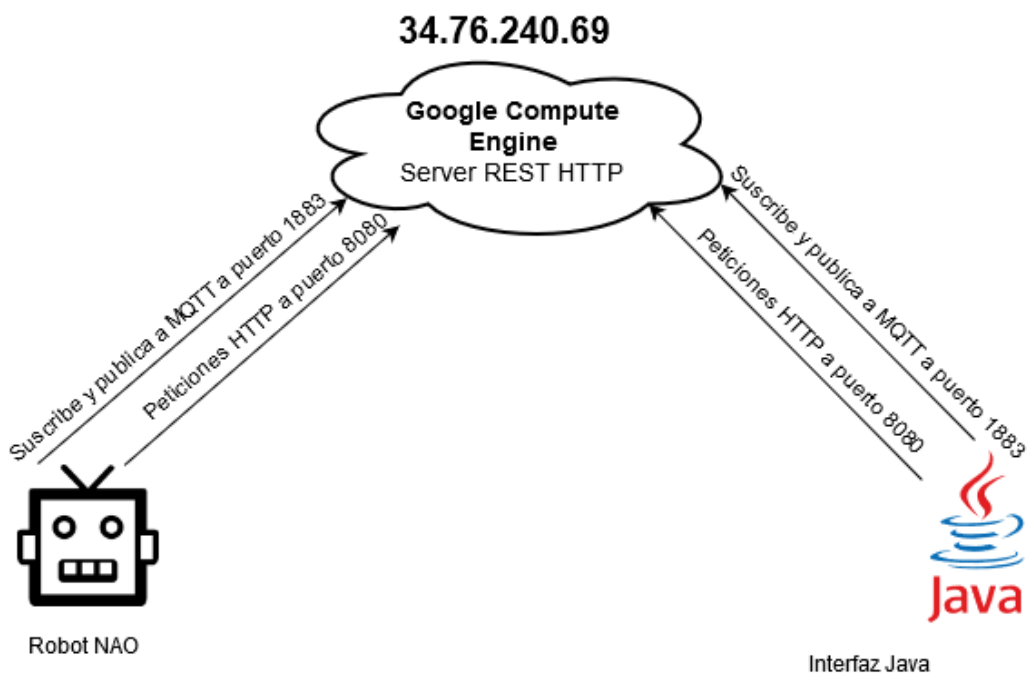 34.76.240.69
Google Compute
Engine
Server REST HTTP
Suscribe y publica a MQTT a puerto 1883
Peticiones HTTP a puerto 8080
Peticiones HTTP a puerto 8080
Suscribe y publica a MQTT a puerto 1883
Java
Robot NAO
Interfaz Java